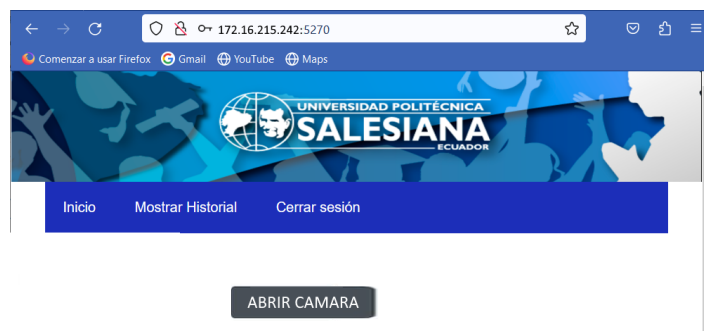 172.16.215.242:5270
Comenzar a usar Firefox Gmail YouTube Maps
UNIVERSIDAD POLITÉCNICA
SALESIANA
ECUADOR
Inicio Mostrar Historial Cerrar sesión
ABRIR CAMARA